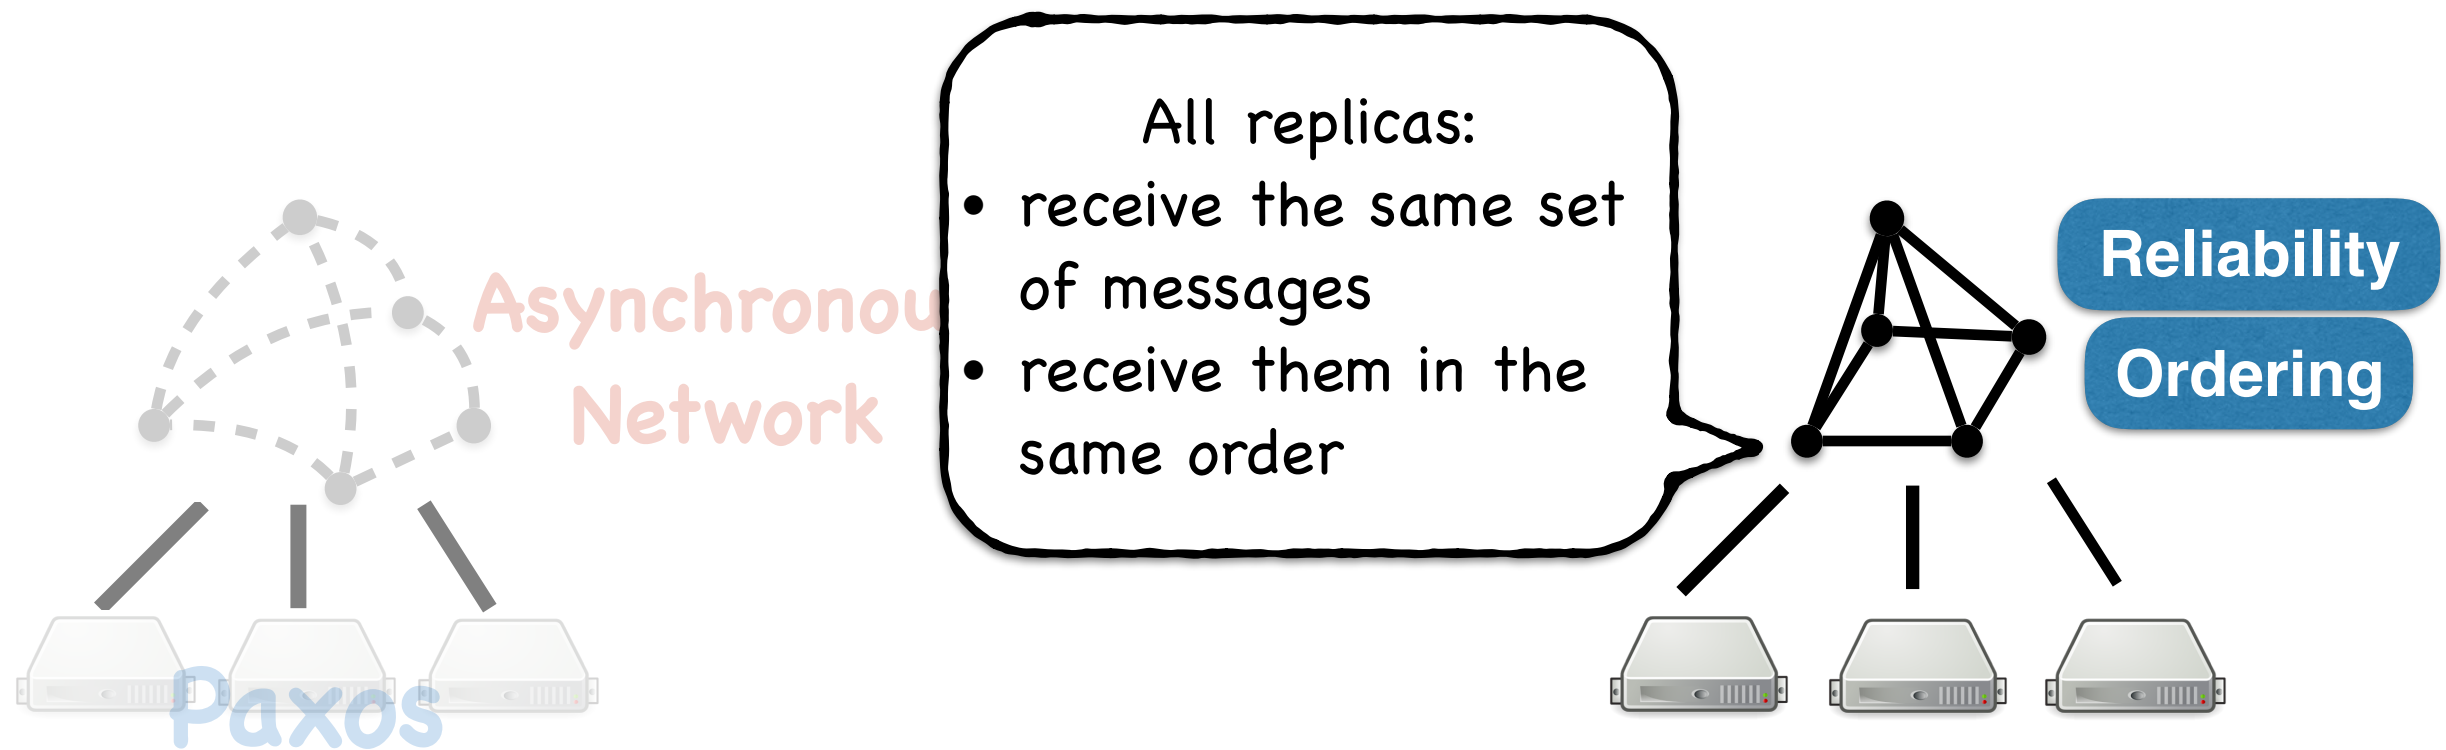 Asynchronou
Network
Paxos
All replicas:
• receive the same set
of messages
• receive them in the
same order
Reliability
Ordering